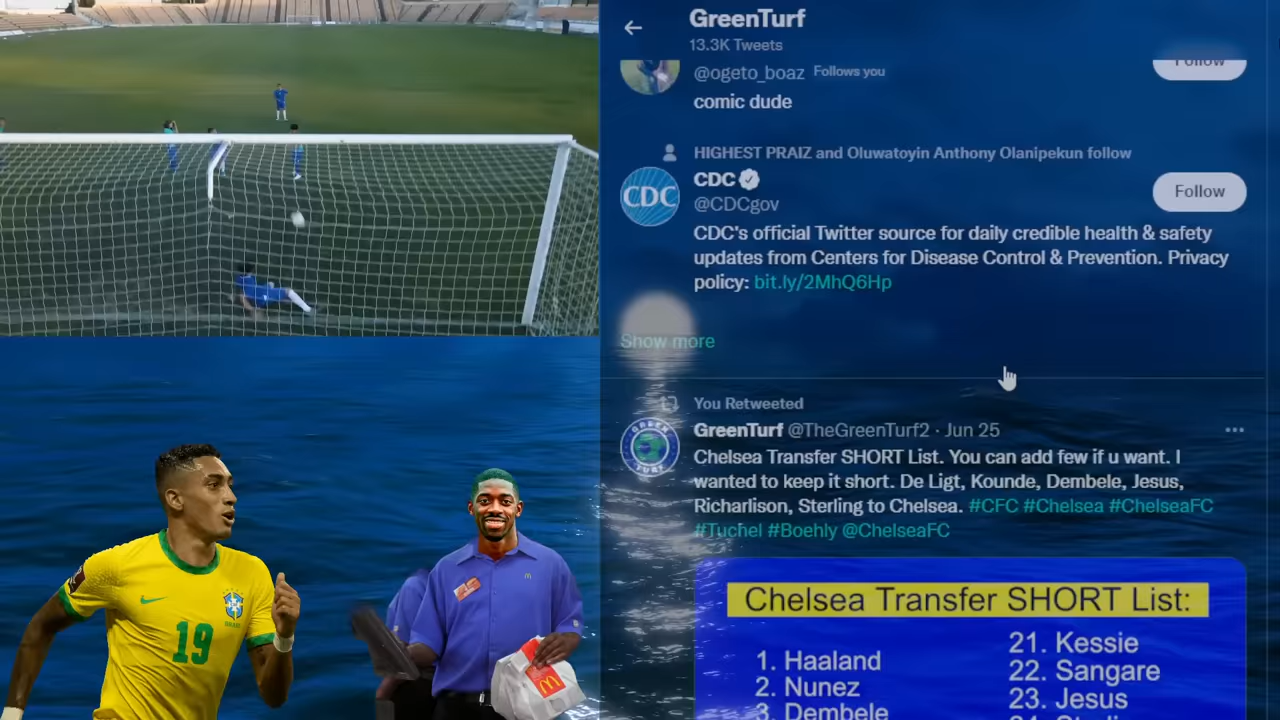 GreenTurf
13.3K Tweets
@ogeto_boaz Follows you
Follow
comic dude
HIGHEST PRAIZ and Oluwatoyin Anthony Olanipekun follow
CDC
CDC
@CDCgov
Follow
CDC's official Twitter source for daily credible health & safety
updates from Centers for Disease Control & Prevention. Privacy
policy: bit.ly/2MhQ6Hp
Show more
You Retweeted
GREEN
TURF
GreenTurf @TheGreenTurf2 · Jun 25
Chelsea Transfer SHORT List. You can add few if u want. I
wanted to keep it short. De Ligt, Kounde, Dembele, Jesus,
Richarlison, Sterling to Chelsea. #CFC #Chelsea #ChelseaFC
#Tuchel #Boehly @ChelseaFC
Chelsea Transfer SHORT List:
1. Haaland
2. Nunez
3. Dembele
21. Kessie
22. Sangare
23. Jesus
19